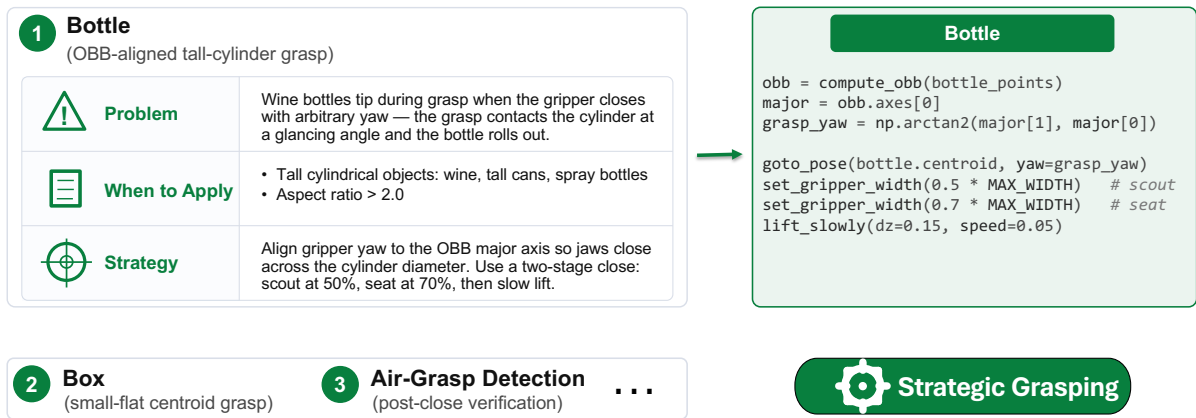 1 Bottle
(OBB-aligned tall-cylinder grasp)
Problem
Wine bottles tip during grasp when the gripper closes
with arbitrary yaw — the grasp contacts the cylinder at
a glancing angle and the bottle rolls out.
When to Apply
• Tall cylindrical objects: wine, tall cans, spray bottles
• Aspect ratio > 2.0
Strategy
Align gripper yaw to the OBB major axis so jaws close
across the cylinder diameter. Use a two-stage close:
scout at 50%, seat at 70%, then slow lift.
Bottle
obb = compute_obb(bottle_points)
major = obb.axes[0]
grasp_yaw = np.arctan2(major[1], major[0])
goto_pose(bottle.centroid, yaw=grasp_yaw)
set_gripper_width(0.5 * MAX_WIDTH)   # scout
set_gripper_width(0.7 * MAX_WIDTH)   # seat
lift_slowly(dz=0.15, speed=0.05)
2 Box
(small-flat centroid grasp)
3 Air-Grasp Detection
(post-close verification)
...
Strategic Grasping